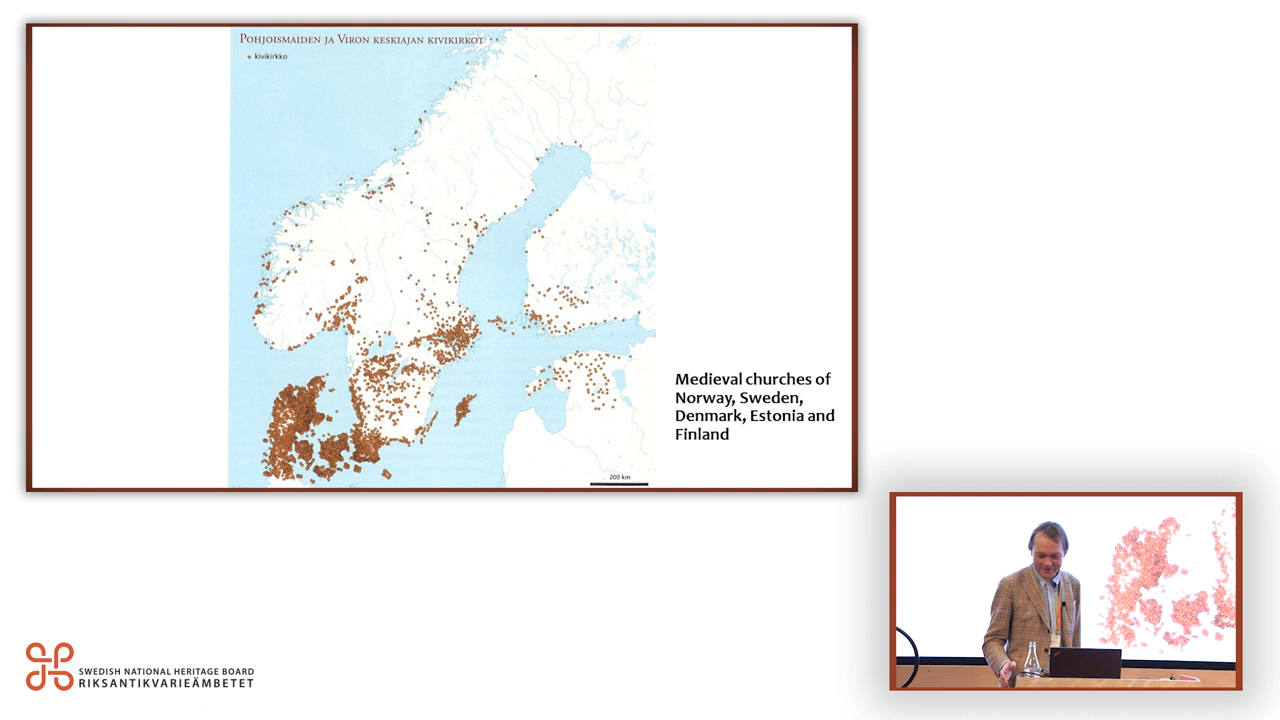 POHJOISMAIDEN JA VIRON KESKIAJAN KIVIKIRKOT
kivikirkko
Medieval churches of
Norway, Sweden,
Denmark, Estonia and
Finland
200 km
SWEDISH NATIONAL HERITAGE BOARD
RIKSANTIKVARIEÄMBETET